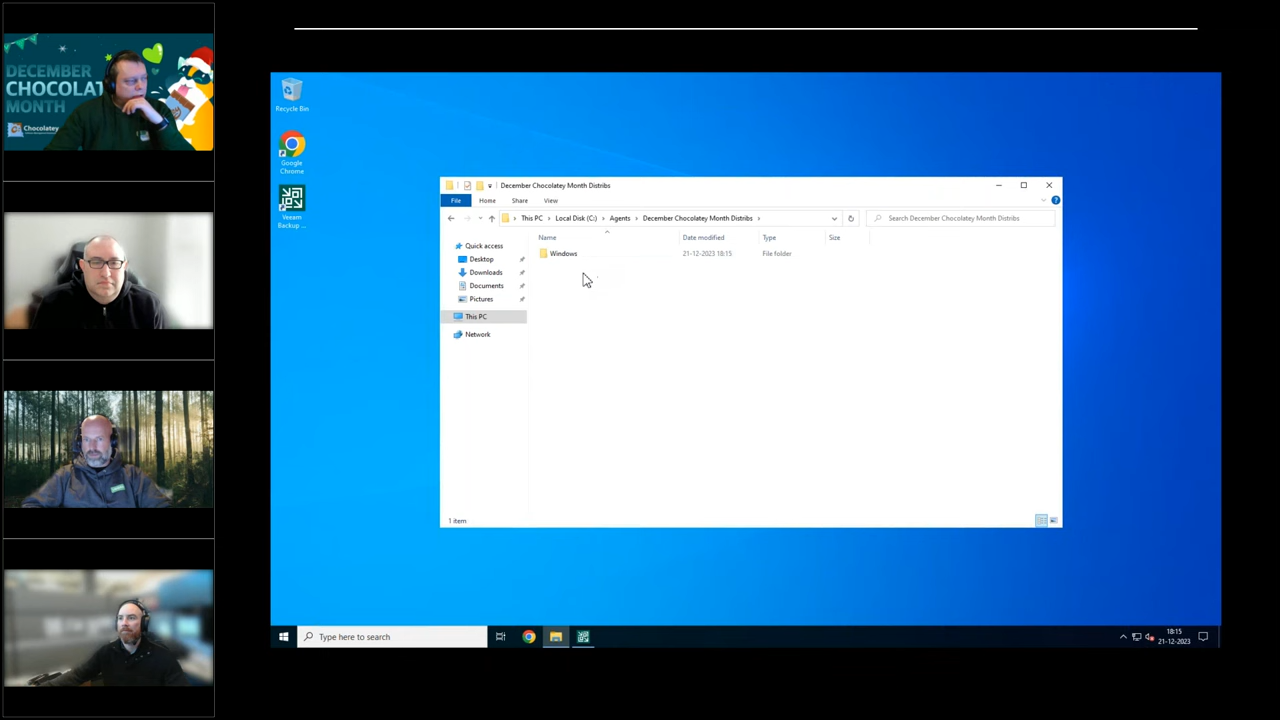 DECEMBER
CHOCOLAT
MONTH
Chocolatey
Recycle Bin
Google
Chrome
Veeam
Backup ...
December Chocolatey Month Distribs
File
Home
Share
View
This PC
Local Disk (C:)
Agents
December Chocolatey Month Distribs
Search December Chocolatey Month Distribs
Name
Date modified
Type
Size
Quick access
Desktop
Downloads
Documents
Pictures
This PC
Network
Windows
21-12-2023 18:15
File folder
1 item
Type here to search
18:15
21-12-2023